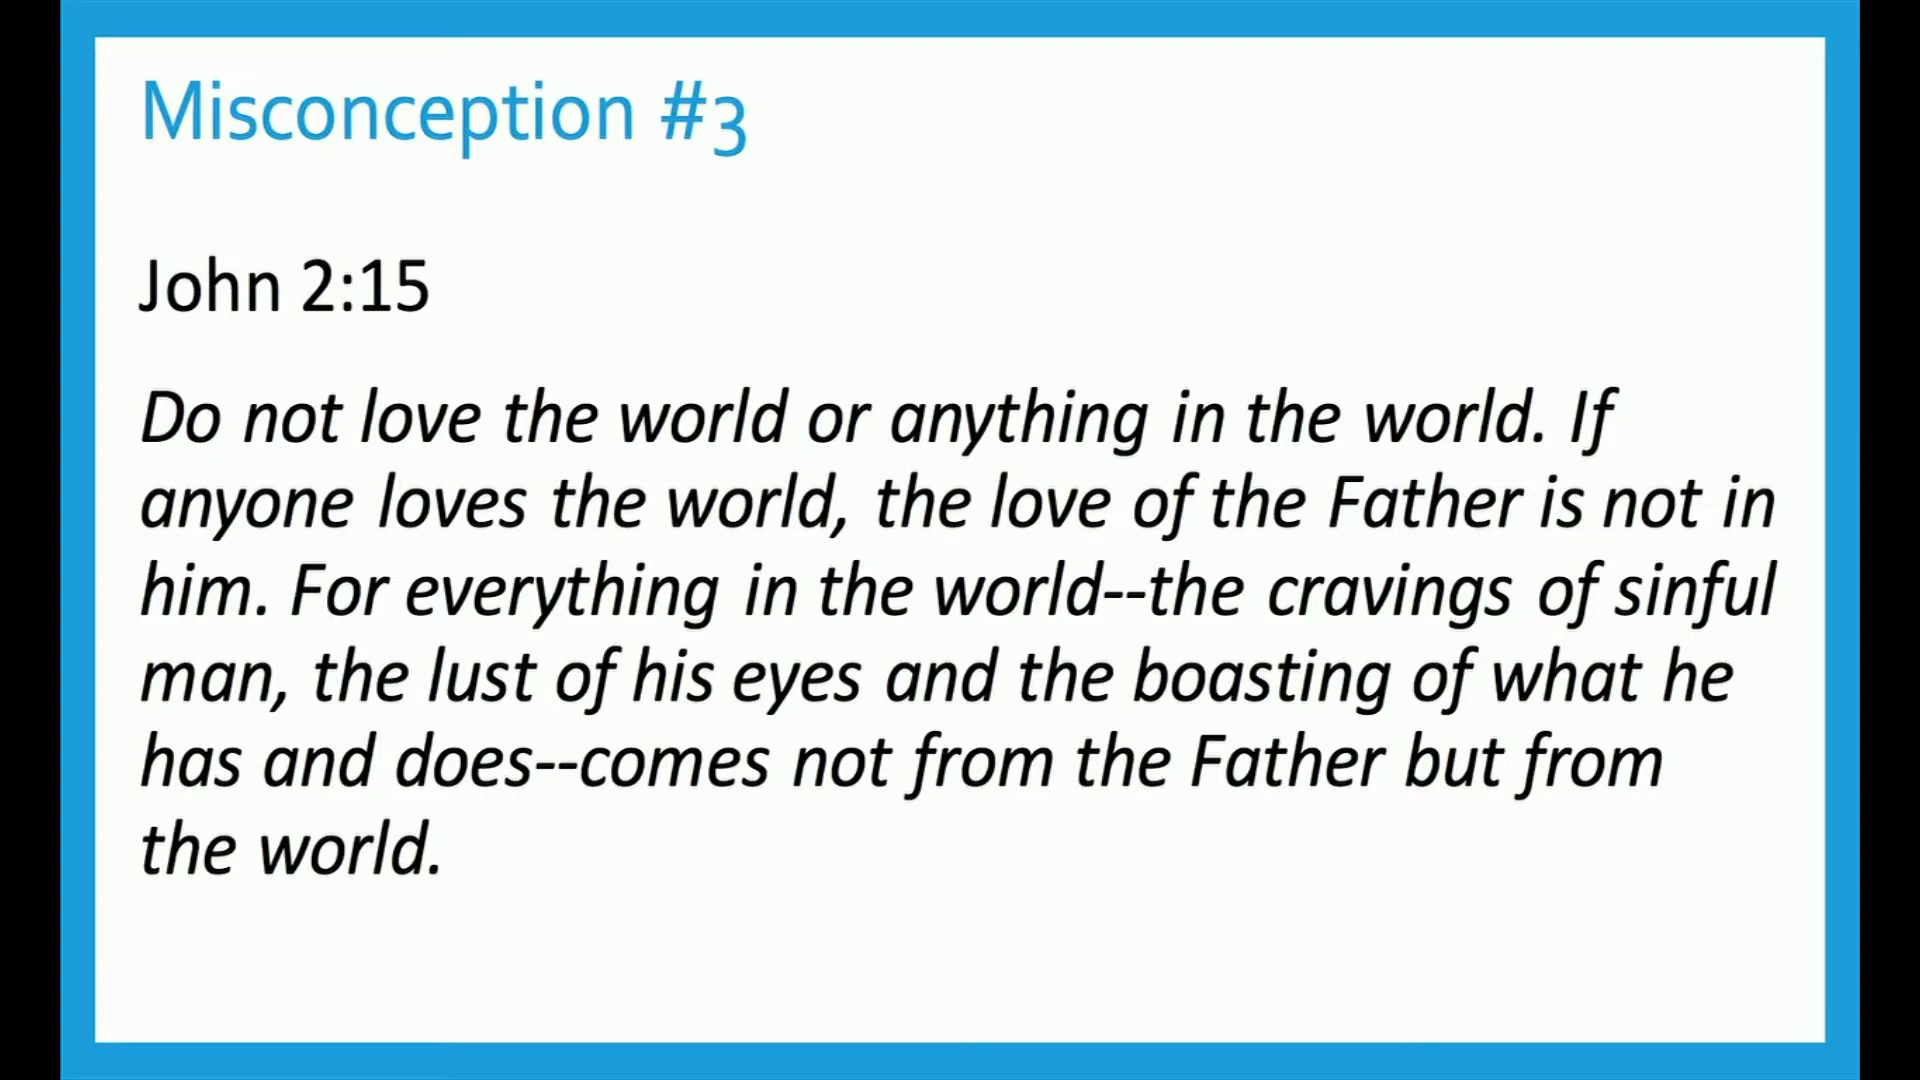 Misconception #3
John 2:15
Do not love the world or anything in the world. If
anyone loves the world, the love of the Father is not in
him. For everything in the world--the cravings of sinful
man, the lust of his eyes and the boasting of what he
has and does--comes not from the Father but from
the world.